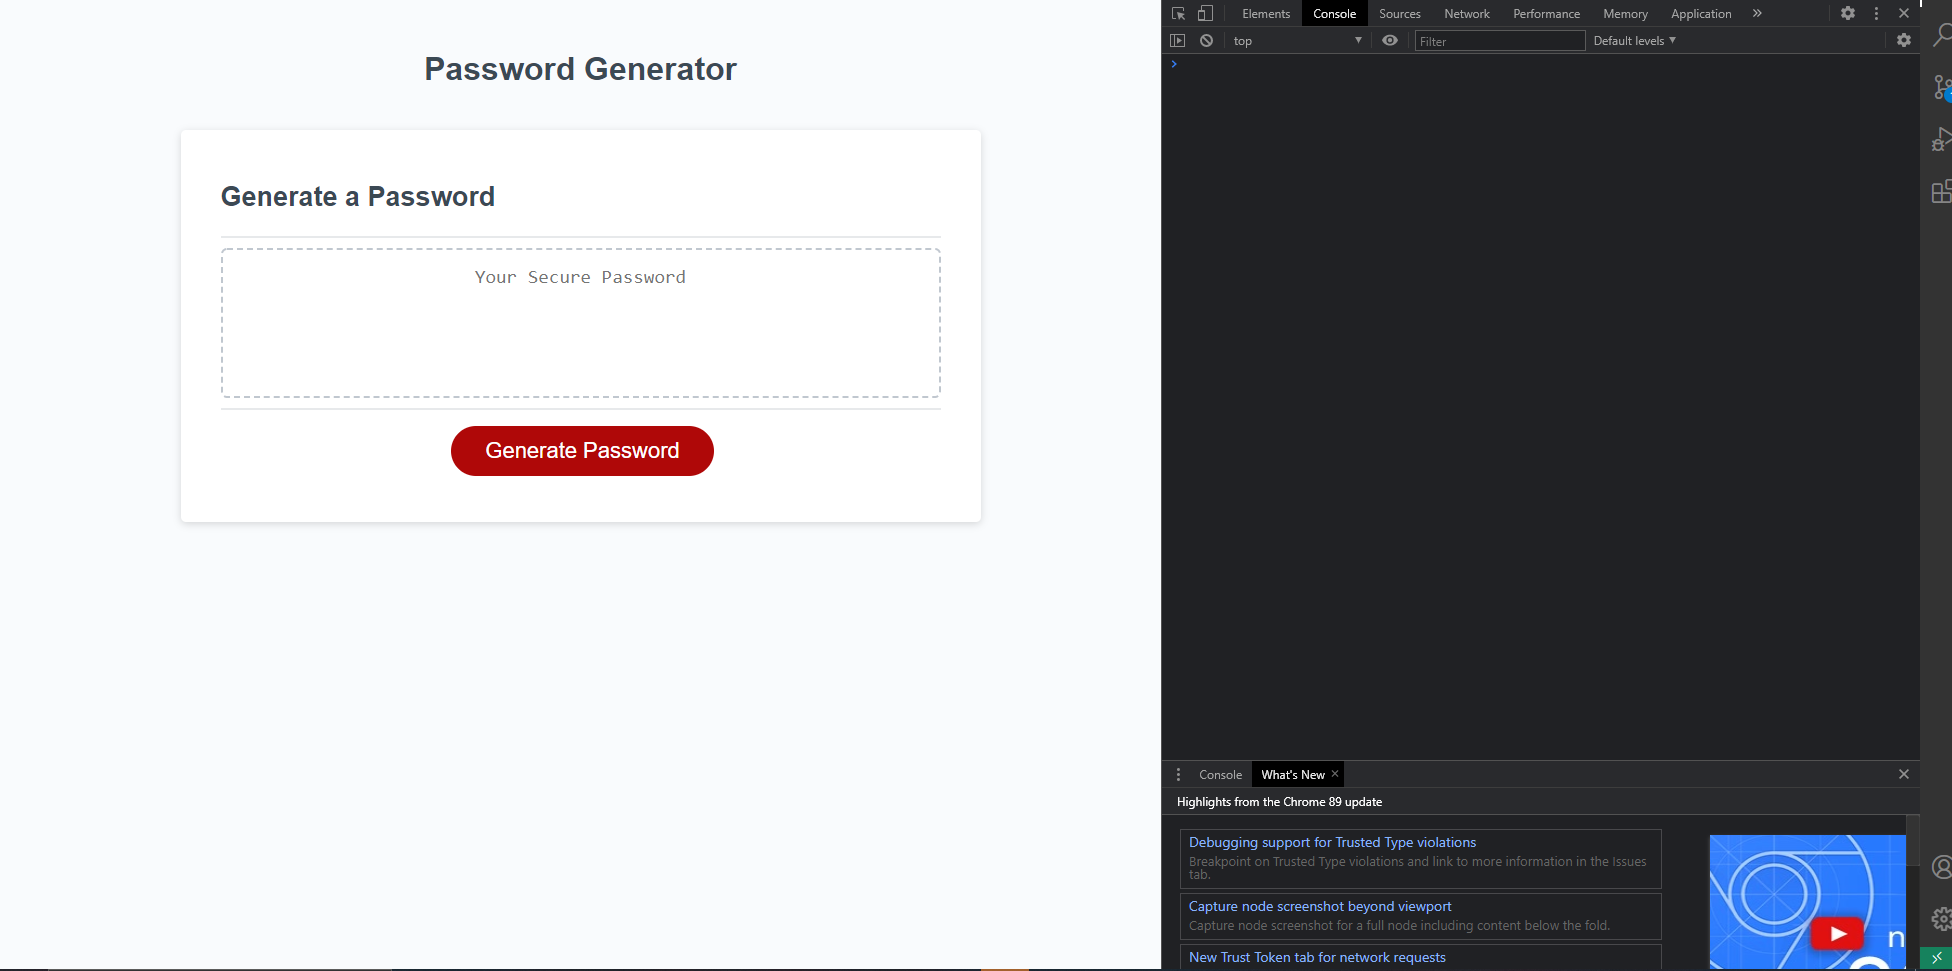 Password Generator
Generate a Password
Your Secure Password
Generate Password
Elements Console Sources Network Performance Memory Application
top Filter Default levels
Console What's New
Highlights from the Chrome 89 update
Debugging support for Trusted Type violations
Breakpoint on Trusted Type violations and link to more information in the Issues
tab.
Capture node screenshot beyond viewport
Capture node screenshot for a full node including content below the fold.
New Trust Token tab for network requests
n